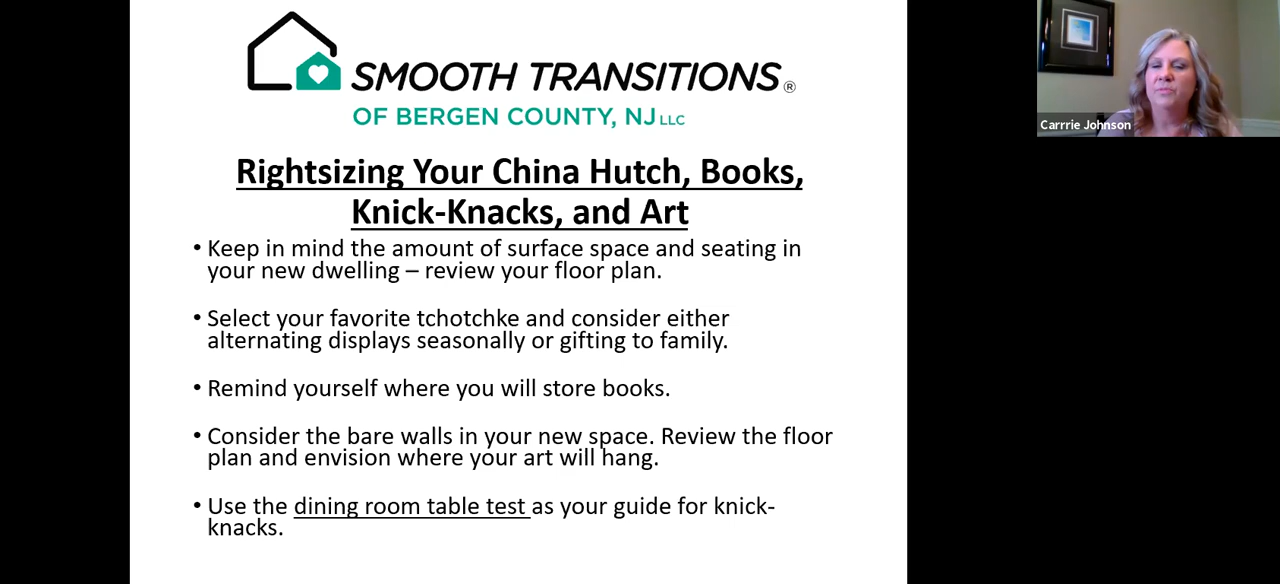 SMOOTH TRANSITIONS®
OF BERGEN COUNTY, NJ LLC
Rightsizing Your China Hutch, Books,
Knick-Knacks, and Art
• Keep in mind the amount of surface space and seating in
your new dwelling – review your floor plan.
• Select your favorite tchotchke and consider either
alternating displays seasonally or gifting to family.
• Remind yourself where you will store books.
• Consider the bare walls in your new space. Review the floor
plan and envision where your art will hang.
• Use the dining room table test as your guide for knick-
knacks.
Carrrie Johnson